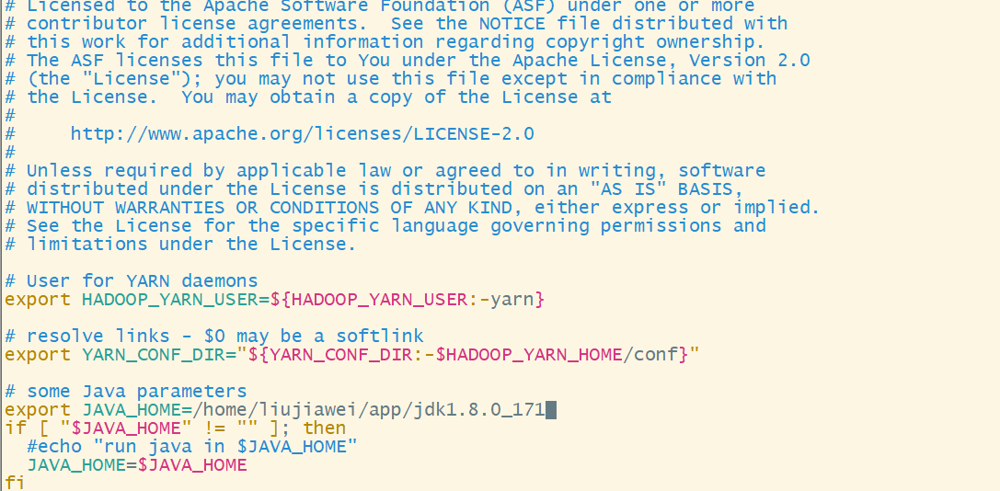 # Licensed to the Apache Software Foundation (ASF) under one or more
# contributor license agreements.  See the NOTICE file distributed with
# this work for additional information regarding copyright ownership.
# The ASF licenses this file to You under the Apache License, Version 2.0
# (the "License"); you may not use this file except in compliance with
# the License.  You may obtain a copy of the License at
#
#     http://www.apache.org/licenses/LICENSE-2.0
#
# Unless required by applicable law or agreed to in writing, software
# distributed under the License is distributed on an "AS IS" BASIS,
# WITHOUT WARRANTIES OR CONDITIONS OF ANY KIND, either express or implied.
# See the License for the specific language governing permissions and
# limitations under the License.

# User for YARN daemons
export HADOOP_YARN_USER=${HADOOP_YARN_USER:-yarn}

# resolve links - $0 may be a softlink
export YARN_CONF_DIR="${YARN_CONF_DIR:-$HADOOP_YARN_HOME/conf}"

# some Java parameters
export JAVA_HOME=/home/liujiawei/app/jdk1.8.0_171
if [ "$JAVA_HOME" != "" ]; then
  #echo "run java in $JAVA_HOME"
  JAVA_HOME=$JAVA_HOME
fi